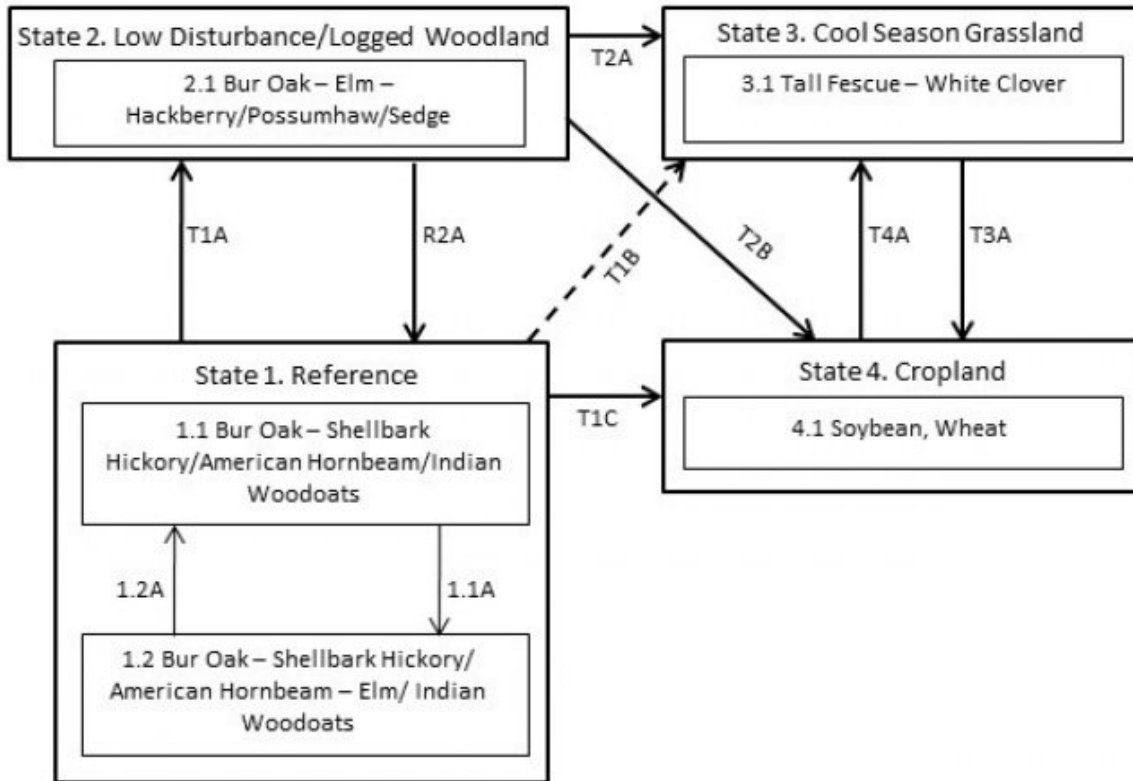 State 2. Low Disturbance/Logged Woodland
2.1 Bur Oak – Elm –
Hackberry/Possumhaw/Sedge
T2A
State 3. Cool Season Grassland
3.1 Tall Fescue – White Clover
T1A
R2A
T1B
T2B
T4A
T3A
State 1. Reference
1.1 Bur Oak – Shellbark
Hickory/American Hornbeam/Indian
Woodoats
1.2A
1.1A
1.2 Bur Oak – Shellbark Hickory/
American Hornbeam – Elm/ Indian
Woodoats
T1C
State 4. Cropland
4.1 Soybean, Wheat